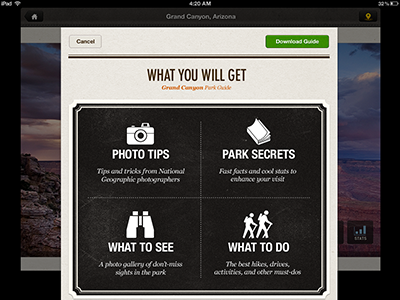 iPad
4:20 AM
32%
Grand Canyon, Arizona
Cancel
Download Guide
WHAT YOU WILL GET
Grand Canyon Park Guide
PHOTO TIPS
Tips and tricks from National
Geographic photographers
PARK SECRETS
Fast facts and cool stats to
enhance your visit
WHAT TO SEE
A photo gallery of don't-miss
sights in the park
WHAT TO DO
The best hikes, drives,
activities, and other must-dos
STATS